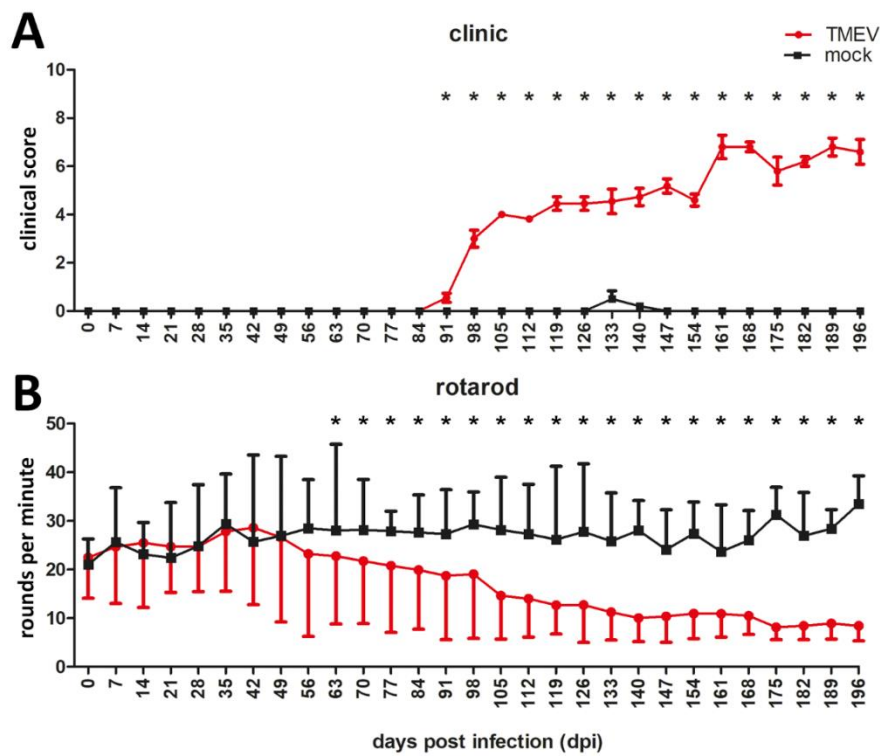 A
clinic
TMEV
mock
clinical score
10
8
6
4
2
0
* * * * * * * * * * * * * * * *
0 7 14 21 28 35 42 49 56 63 70 77 84 91 98 105 112 119 126 133 140 147 154 161 168 175 182 189 196
B
rotarod
rounds per minute
50
40
30
20
10
0
* * * * * * * * * * * * * * * * * * * *
0 7 14 21 28 35 42 49 56 63 70 77 84 91 98 105 112 119 126 133 140 147 154 161 168 175 182 189 196
days post infection (dpi)